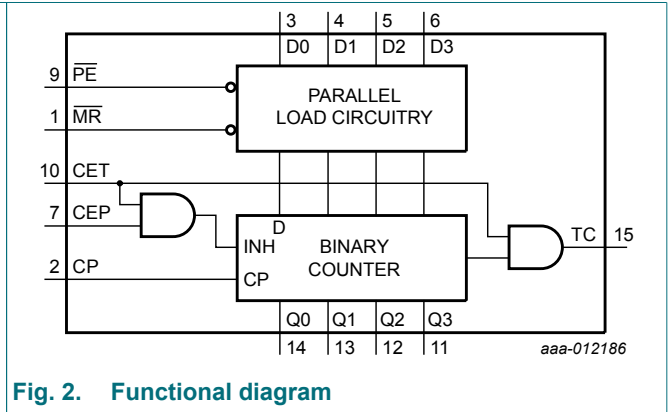 3 4 5 6
D0 D1 D2 D3
9 PE
PARALLEL
LOAD CIRCUITRY
1 MR
10 CET
7 CEP
D
INH
BINARY
COUNTER
TC 15
2 CP
CP
Q0 Q1 Q2 Q3
14 13 12 11
aaa-012186
Fig. 2. Functional diagram